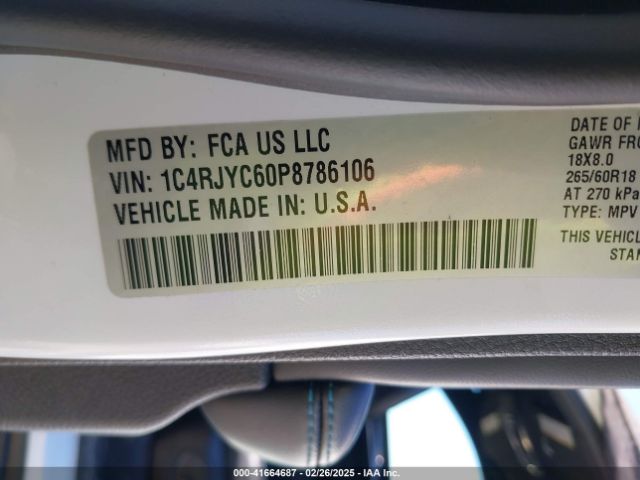 MFD BY: FCA US LLC
VIN: 1C4RJYC60P8786106
VEHICLE MADE IN: U.S.A.
DATE OF
GAWR FRO
18X8.0
265/60R18
AT 270 kPa
TYPE: MPV
THIS VEHICL
STAN
000-41664687 - 02/26/2025 - IAA Inc.